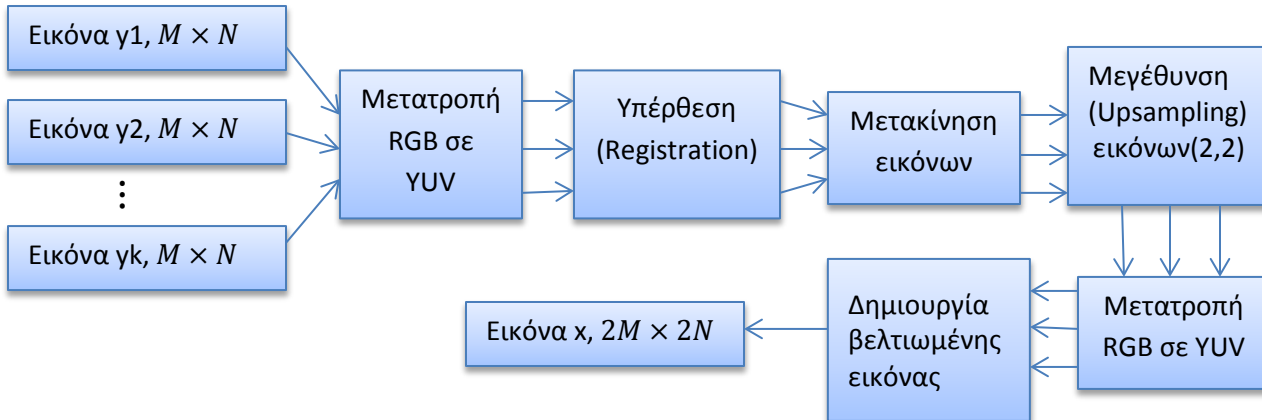 Εικόνα y1, M × N
Εικόνα y2, M × N
⋮
Εικόνα yk, M × N
Μετατροπή
RGB σε
YUV
Υπέρθεση
(Registration)
Μετακίνηση
εικόνων
Μεγέθυνση
(Upsampling)
εικόνων(2,2)
Μετατροπή
RGB σε YUV
Δημιουργία
βελτιωμένης
εικόνας
Εικόνα x, 2M × 2N